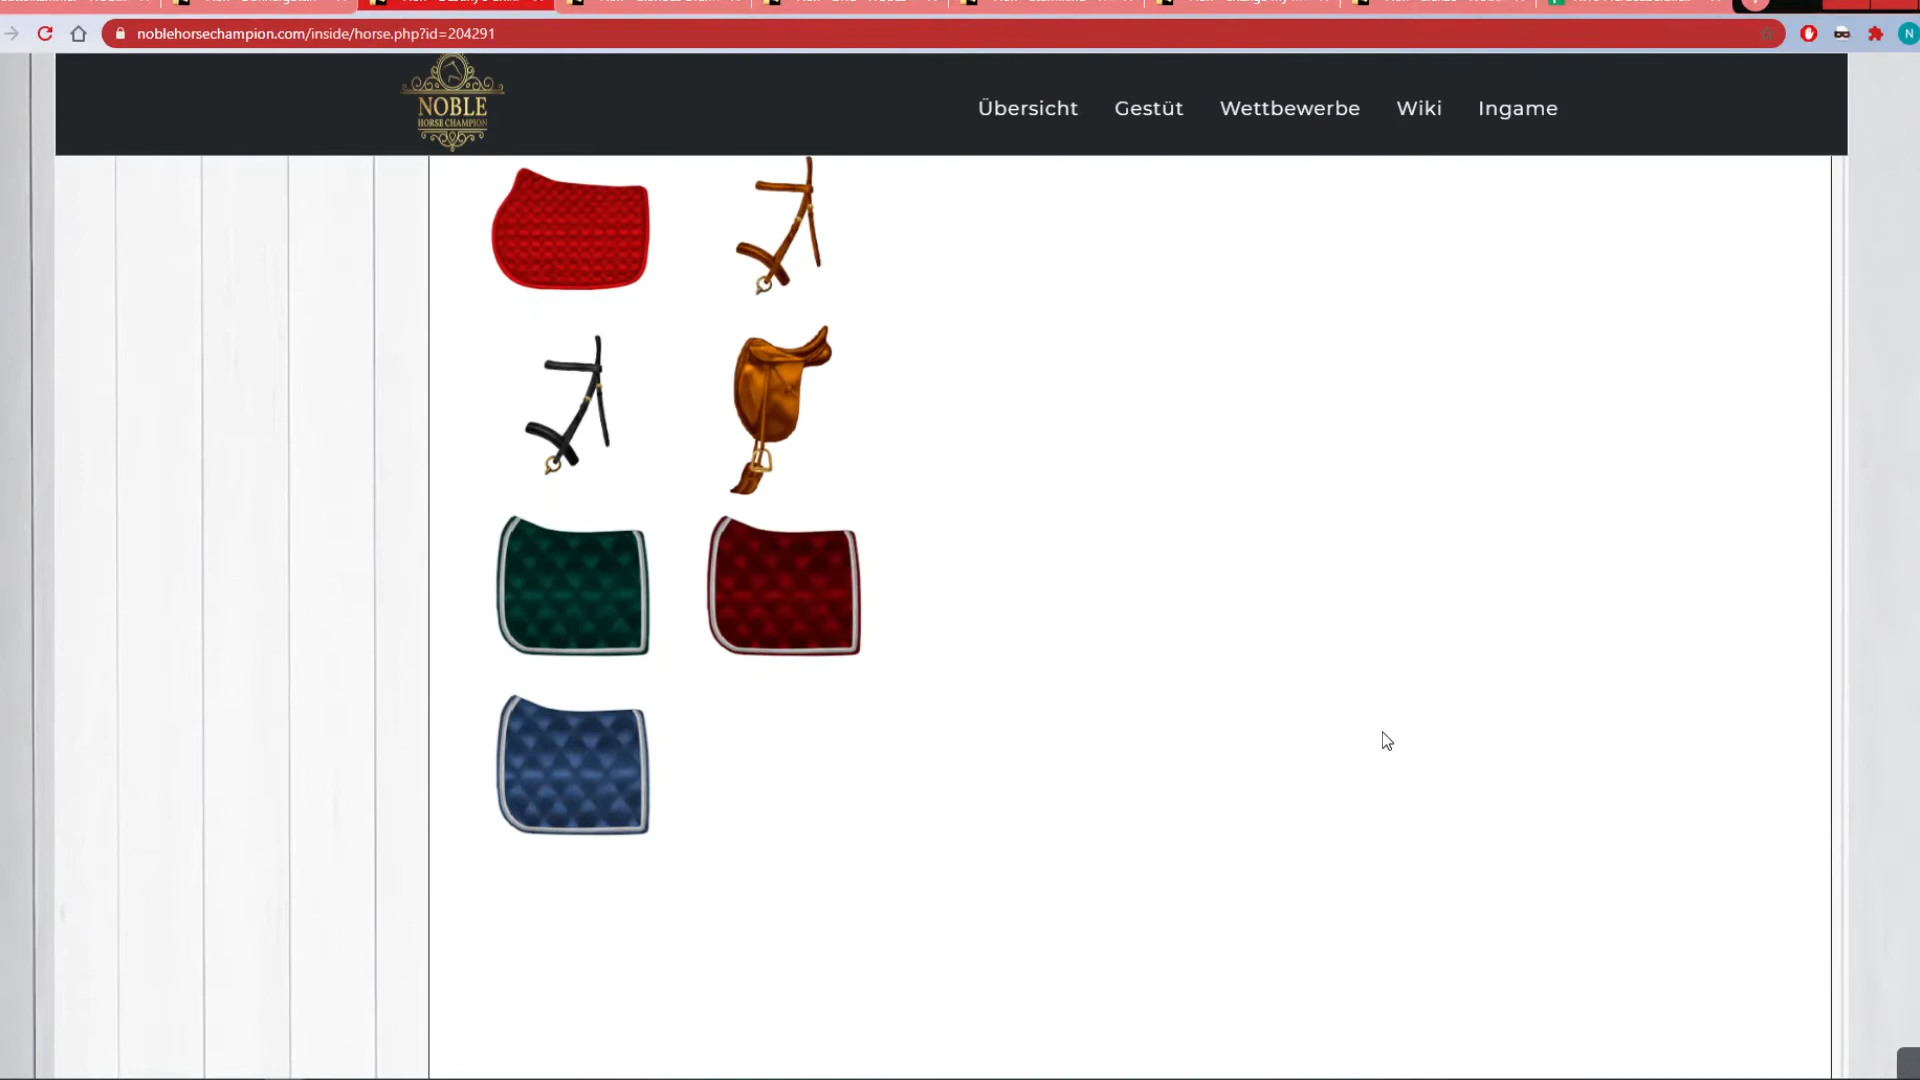 noblehorsechampion.com/inside/horse.php?id=204291
N
NOBLE
HORSE CHAMPION
Übersicht Gestüt Wettbewerbe Wiki Ingame